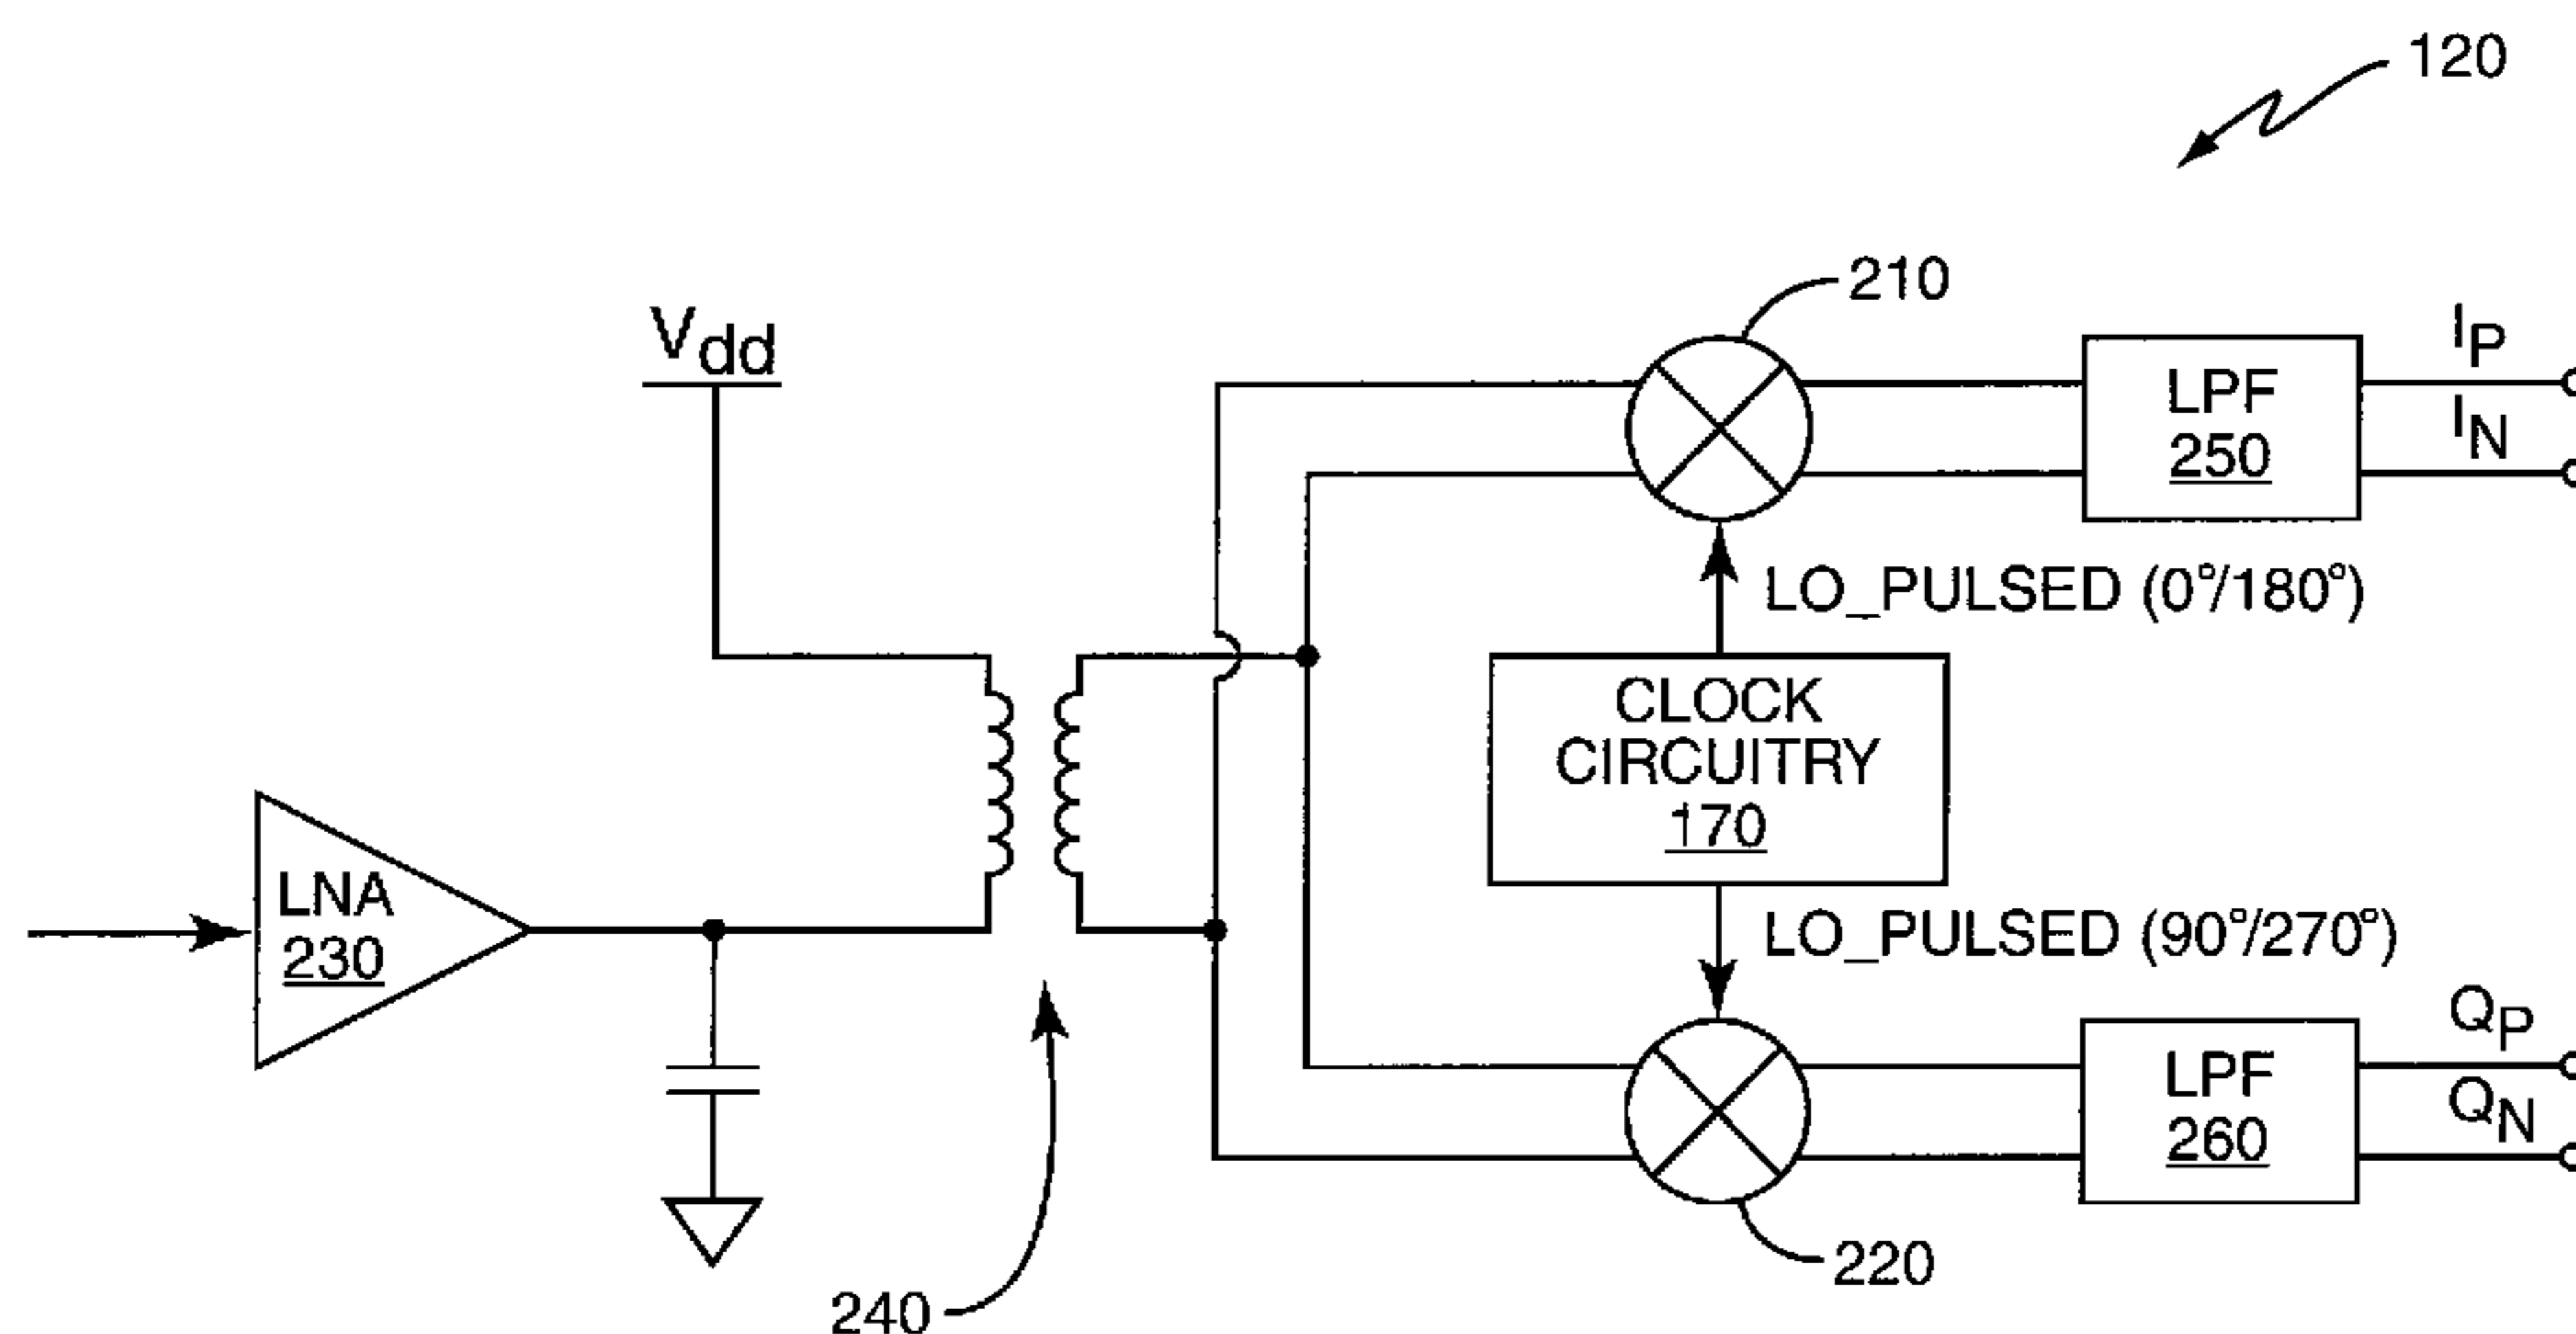 120
210
Vdd
IP
IN
LPF
250
LO_PULSED (0°/180°)
CLOCK
CIRCUITRY
170
LNA
230
LO_PULSED (90°/270°)
QP
QN
LPF
260
220
240